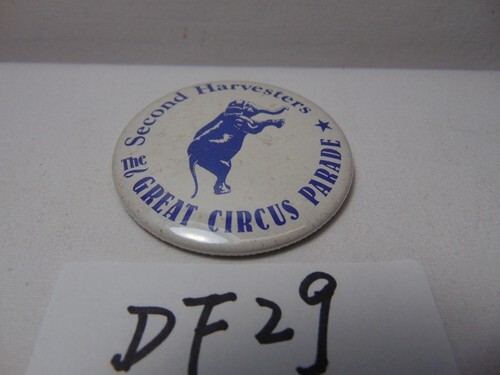 Second Harvesters
The GREAT CIRCUS PARADE
DF29